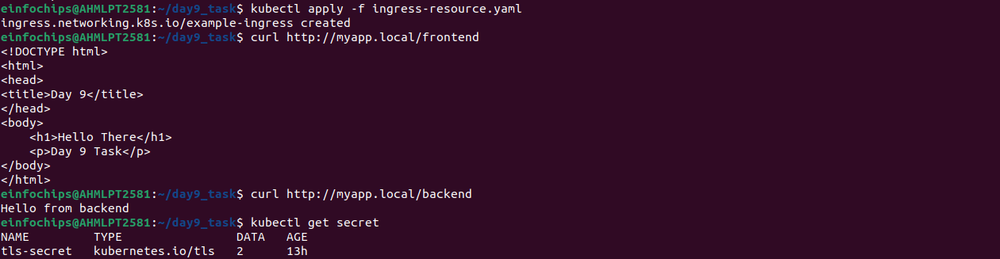 einfochips@AHMLPT2581:~/day9_task$ kubectl apply -f ingress-resource.yaml
ingress.networking.k8s.io/example-ingress created
einfochips@AHMLPT2581:~/day9_task$ curl http://myapp.local/frontend
<!DOCTYPE html>
<html>
<head>
<title>Day 9</title>
</head>
<body>
    <h1>Hello There</h1>
    <p>Day 9 Task</p>
</body>
</html>
einfochips@AHMLPT2581:~/day9_task$ curl http://myapp.local/backend
Hello from backend
einfochips@AHMLPT2581:~/day9_task$ kubectl get secret
NAME         TYPE                DATA   AGE
tls-secret   kubernetes.io/tls   2      13h